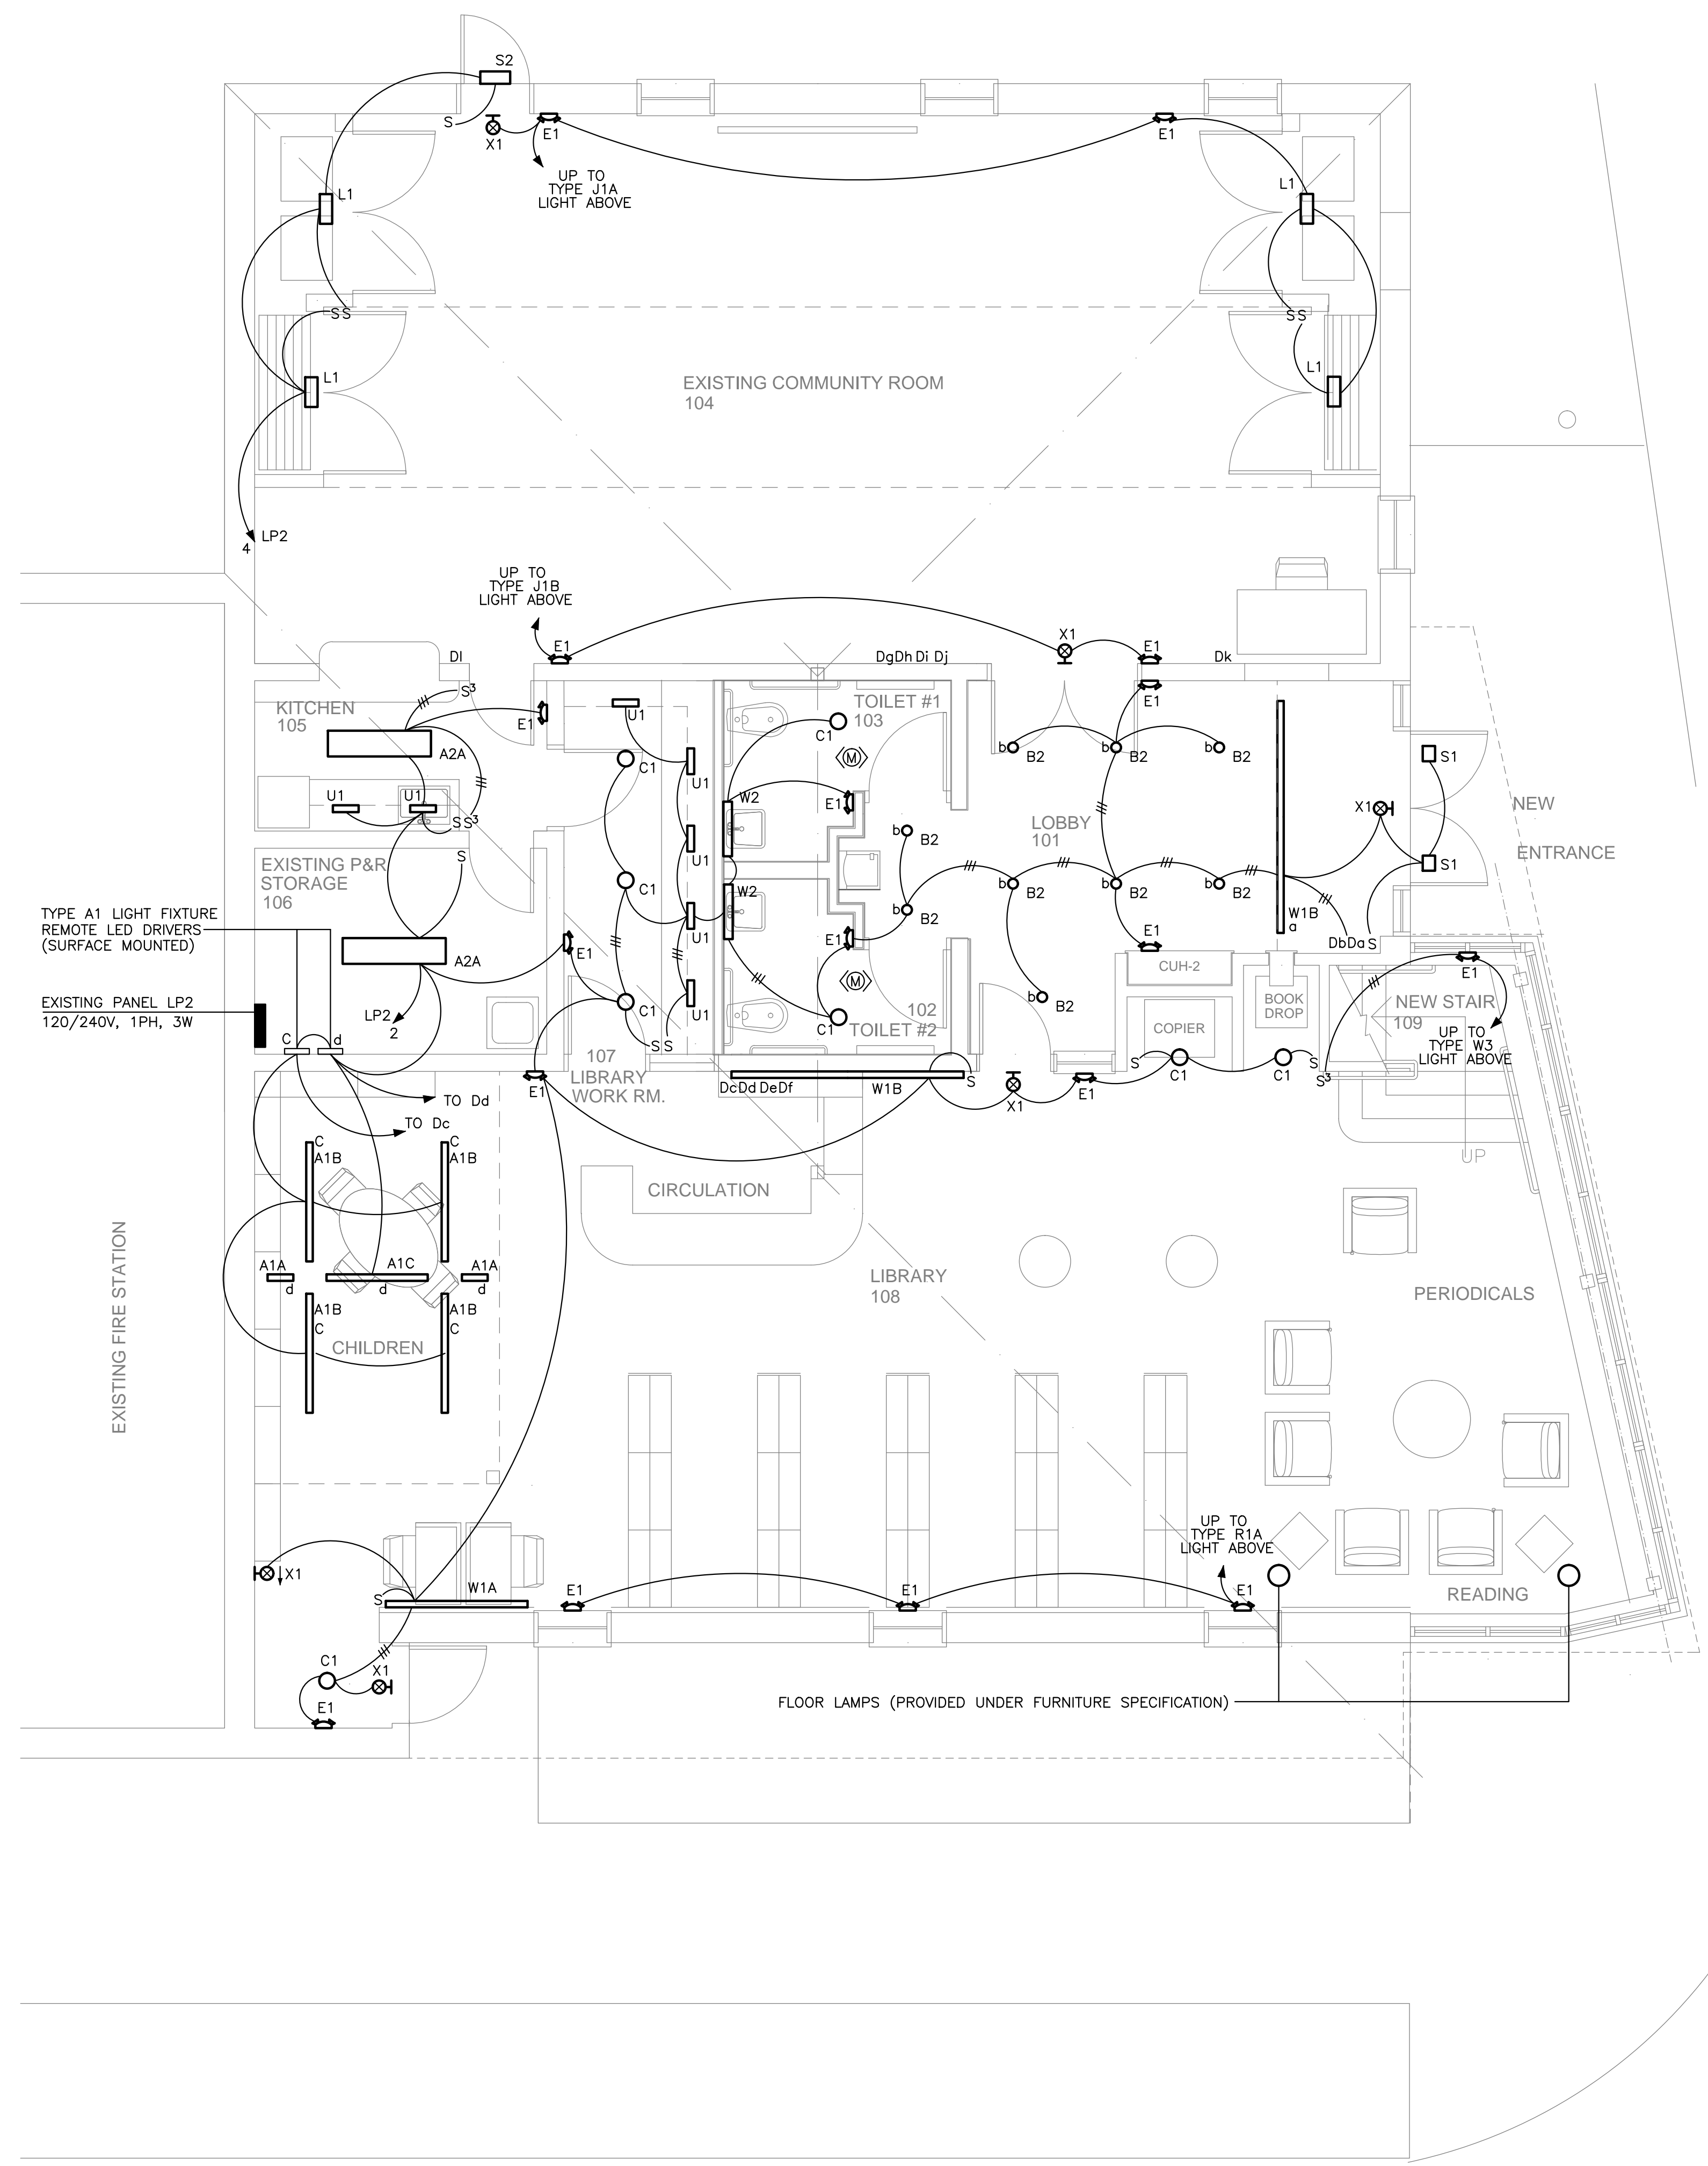 S2
S
X1
E1
E1
UP TO
TYPE J1A
LIGHT ABOVE
L1
L1
SS
SS
L1
L1
EXISTING COMMUNITY ROOM
104
LP2
4
UP TO
TYPE J1B
LIGHT ABOVE
E1
X1
E1
Dl
DgDh Di Dj
Dk
S3
E1
KITCHEN
105
U1
TOILET #1
103
E1
C1
A2A
C1
b B2
b B2
b B2
S1
U1
U1
U1
W2
E1
X1
NEW
SS3
LOBBY
101
b B2
ENTRANCE
EXISTING P&R
STORAGE
106
S
U1
S1
C1
W2
b B2
b B2
b B2
TYPE A1 LIGHT FIXTURE
REMOTE LED DRIVERS
(SURFACE MOUNTED)
b B2
W1B
a
U1
E1
DbDa S
A2A
E1
E1
CUH-2
E1
EXISTING PANEL LP2
120/240V, 1PH, 3W
LP2
2
U1
C1
102
TOILET #2
C1
b B2
BOOK
DROP
NEW STAIR
109
COPIER
UP TO
TYPE W3
LIGHT ABOVE
C
d
SS
107
LIBRARY
WORK RM.
S
C1
C1
S
S3
E1
DcDd DeDf
W1B
S
X1
E1
TO Dd
TO Dc
C
A1B
C
A1B
UP
CIRCULATION
EXISTING FIRE STATION
A1A
d
A1C
d
A1A
d
LIBRARY
108
PERIODICALS
A1B
C
A1B
C
CHILDREN
UP TO
TYPE R1A
LIGHT ABOVE
X1
S
W1A
E1
E1
E1
READING
C1
X1
E1
FLOOR LAMPS (PROVIDED UNDER FURNITURE SPECIFICATION)
M
M